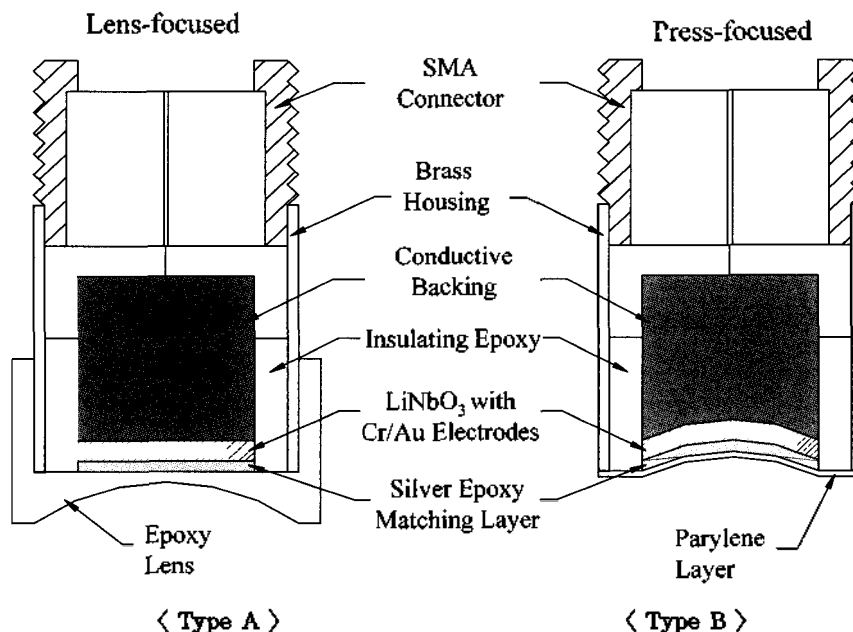 Lens-focused
Press-focused
SMA
Connector
Brass
Housing
Conductive
Backing
Insulating Epoxy
LiNbO₃ with
Cr/Au Electrodes
Silver Epoxy
Matching Layer
Epoxy
Lens
Parylene
Layer
〈 Type A 〉
〈 Type B 〉